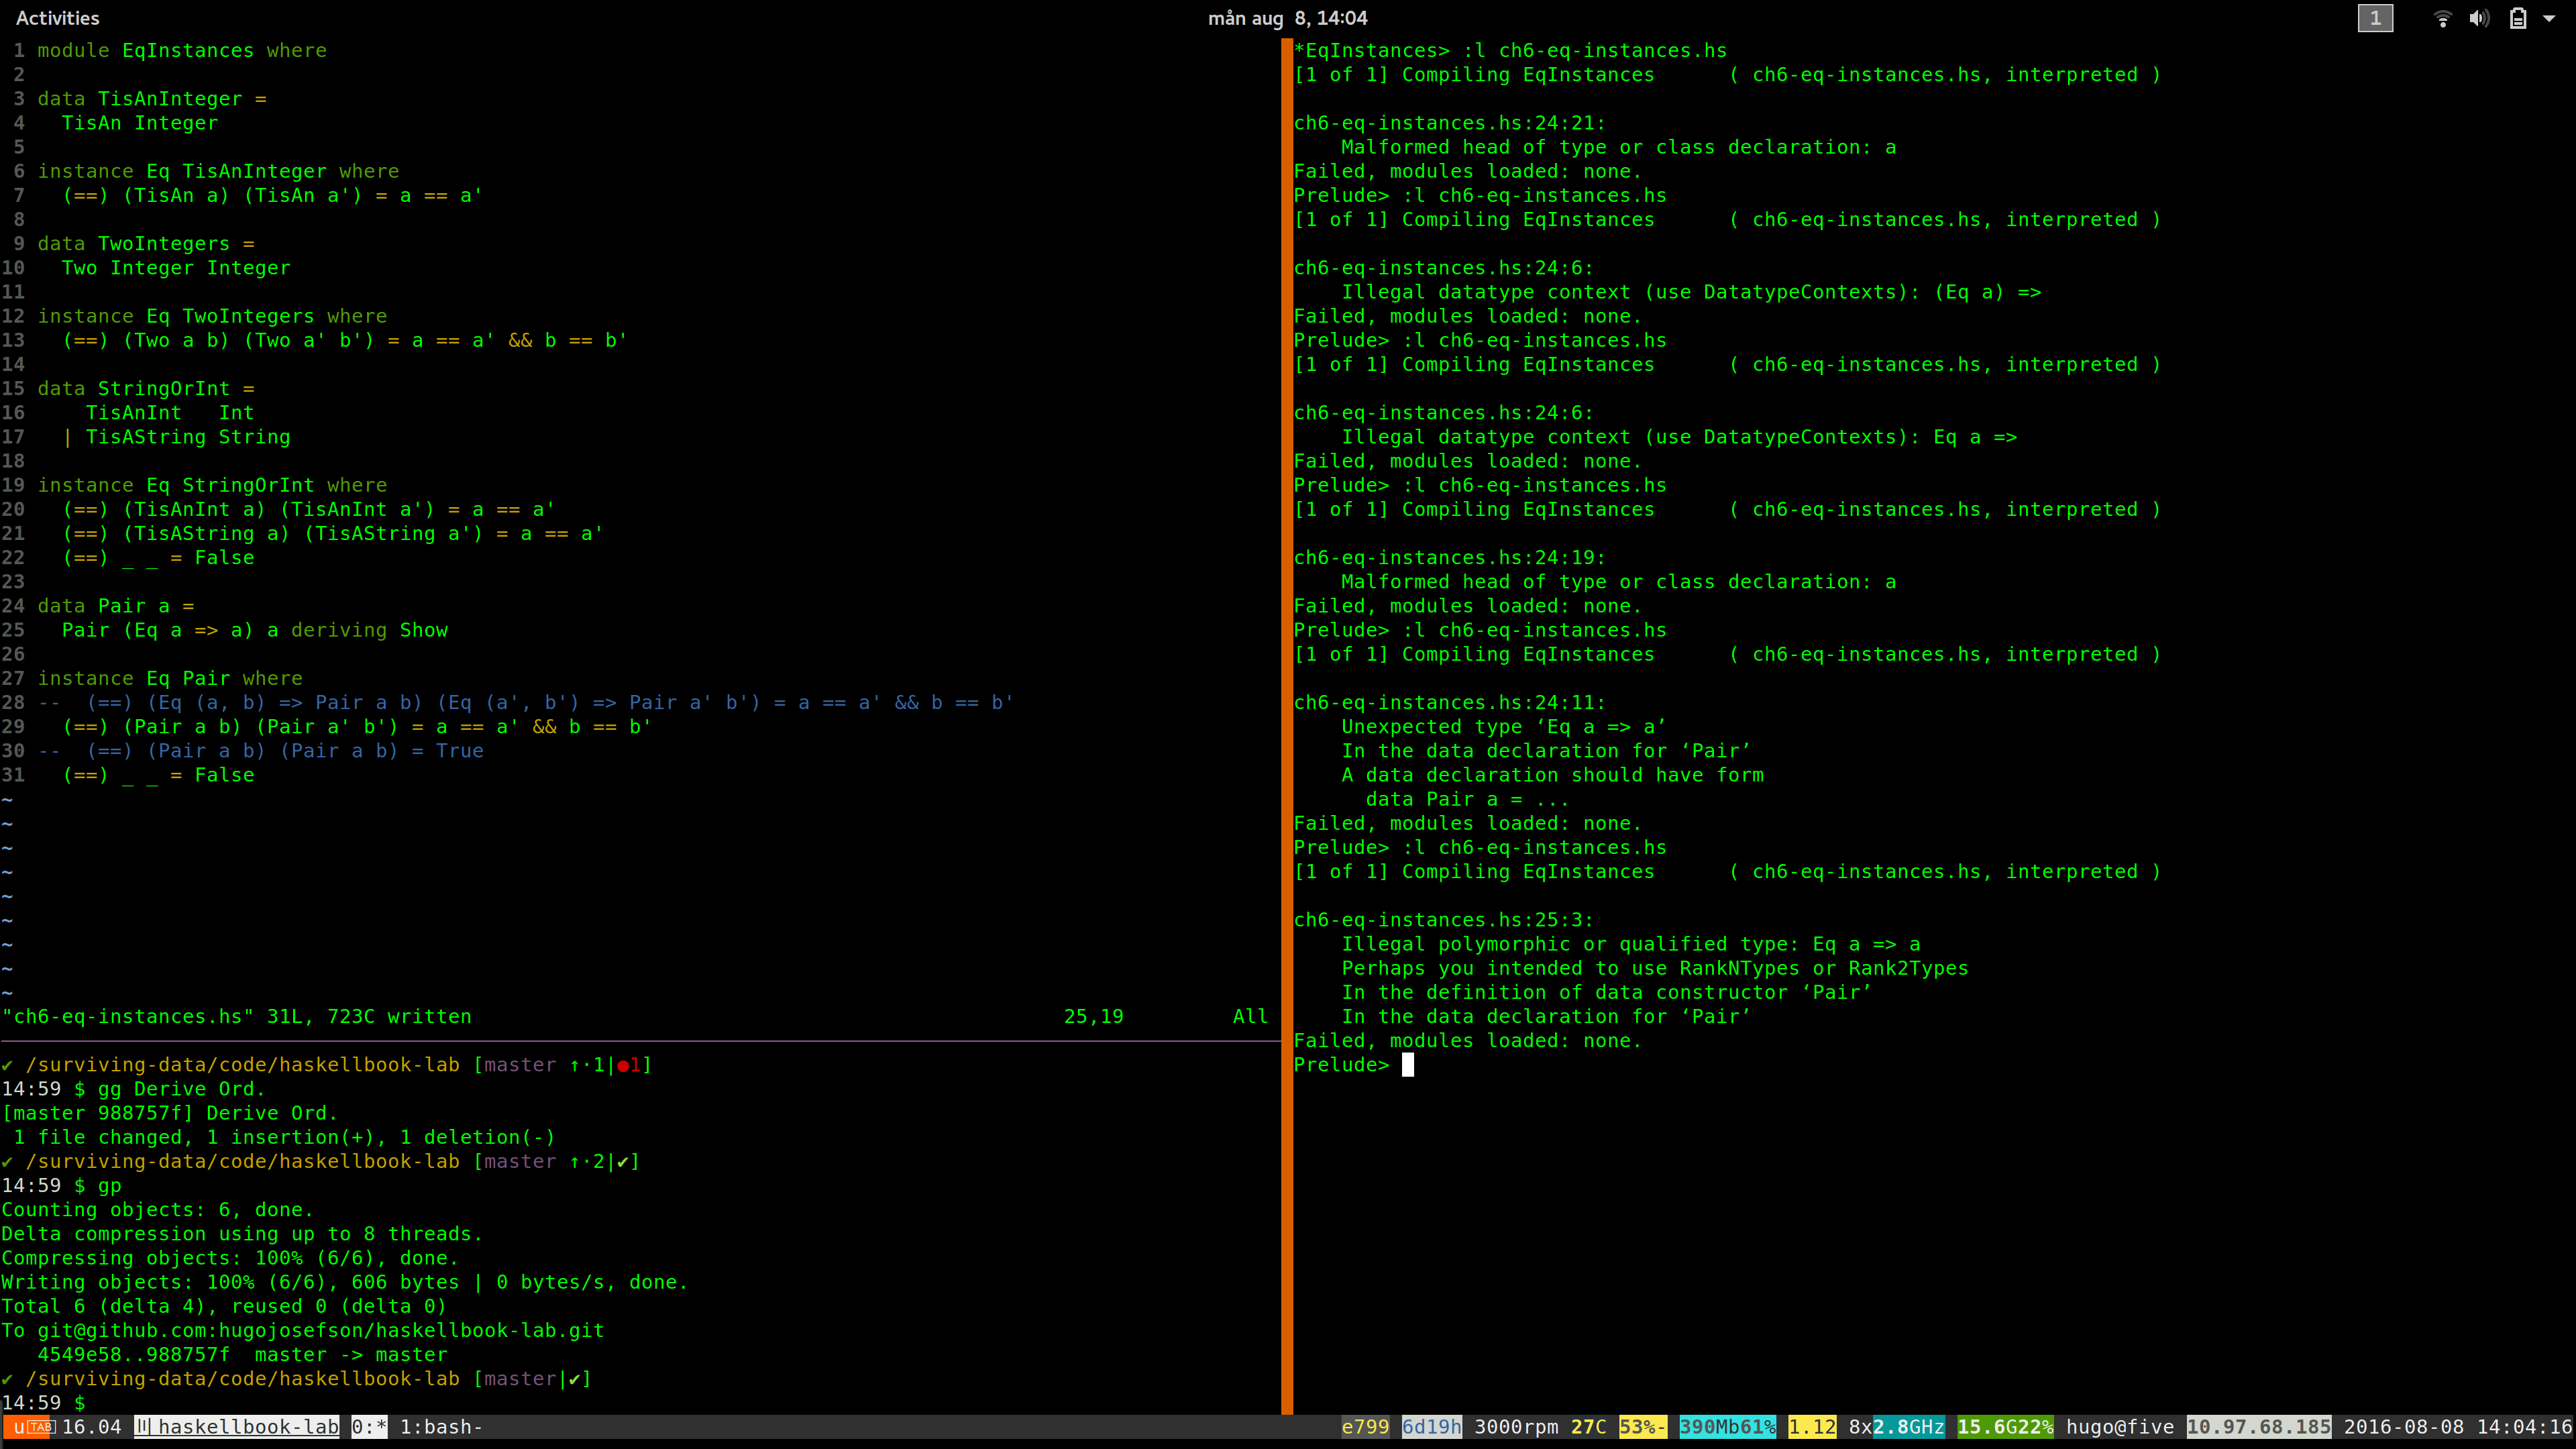 Activities
mån aug 8, 14:04
1
1 module EqInstances where
2
3 data TisAnInteger =
4   TisAn Integer
5
6 instance Eq TisAnInteger where
7   (==) (TisAn a) (TisAn a') = a == a'
8
9 data TwoIntegers =
10   Two Integer Integer
11
12 instance Eq TwoIntegers where
13   (==) (Two a b) (Two a' b') = a == a' && b == b'
14
15 data StringOrInt =
16     TisAnInt   Int
17   | TisAString String
18
19 instance Eq StringOrInt where
20   (==) (TisAnInt a) (TisAnInt a') = a == a'
21   (==) (TisAString a) (TisAString a') = a == a'
22   (==) _ _ = False
23
24 data Pair a =
25   Pair (Eq a => a) a deriving Show
26
27 instance Eq Pair where
28 --  (==) (Eq (a, b) => Pair a b) (Eq (a', b') => Pair a' b') = a == a' && b == b'
29   (==) (Pair a b) (Pair a' b') = a == a' && b == b'
30 --  (==) (Pair a b) (Pair a b) = True
31   (==) _ _ = False
~
~
~
~
~
~
~
~
~
"ch6-eq-instances.hs" 31L, 723C written 25,19 All
✔ /surviving-data/code/haskellbook-lab [master ↑·1|●1]
14:59 $ gg Derive Ord.
[master 988757f] Derive Ord.
 1 file changed, 1 insertion(+), 1 deletion(-)
✔ /surviving-data/code/haskellbook-lab [master ↑·2|✔]
14:59 $ gp
Counting objects: 6, done.
Delta compression using up to 8 threads.
Compressing objects: 100% (6/6), done.
Writing objects: 100% (6/6), 606 bytes | 0 bytes/s, done.
Total 6 (delta 4), reused 0 (delta 0)
To git@github.com:hugojosefson/haskellbook-lab.git
   4549e58..988757f  master -> master
✔ /surviving-data/code/haskellbook-lab [master|✔]
14:59 $
*EqInstances> :l ch6-eq-instances.hs
[1 of 1] Compiling EqInstances      ( ch6-eq-instances.hs, interpreted )
ch6-eq-instances.hs:24:21:
    Malformed head of type or class declaration: a
Failed, modules loaded: none.
Prelude> :l ch6-eq-instances.hs
[1 of 1] Compiling EqInstances      ( ch6-eq-instances.hs, interpreted )
ch6-eq-instances.hs:24:6:
    Illegal datatype context (use DatatypeContexts): (Eq a) =>
Failed, modules loaded: none.
Prelude> :l ch6-eq-instances.hs
[1 of 1] Compiling EqInstances      ( ch6-eq-instances.hs, interpreted )
ch6-eq-instances.hs:24:6:
    Illegal datatype context (use DatatypeContexts): Eq a =>
Failed, modules loaded: none.
Prelude> :l ch6-eq-instances.hs
[1 of 1] Compiling EqInstances      ( ch6-eq-instances.hs, interpreted )
ch6-eq-instances.hs:24:19:
    Malformed head of type or class declaration: a
Failed, modules loaded: none.
Prelude> :l ch6-eq-instances.hs
[1 of 1] Compiling EqInstances      ( ch6-eq-instances.hs, interpreted )
ch6-eq-instances.hs:24:11:
    Unexpected type ‘Eq a => a’
    In the data declaration for ‘Pair’
    A data declaration should have form
      data Pair a = ...
Failed, modules loaded: none.
Prelude> :l ch6-eq-instances.hs
[1 of 1] Compiling EqInstances      ( ch6-eq-instances.hs, interpreted )
ch6-eq-instances.hs:25:3:
    Illegal polymorphic or qualified type: Eq a => a
    Perhaps you intended to use RankNTypes or Rank2Types
    In the definition of data constructor ‘Pair’
    In the data declaration for ‘Pair’
Failed, modules loaded: none.
Prelude>
u TAB 16.04 haskellbook-lab 0:* 1:bash- e799 6d19h 3000rpm 27C 53%- 390Mb61% 1.12 8x2.8GHz 15.6G22% hugo@five 10.97.68.185 2016-08-08 14:04:16